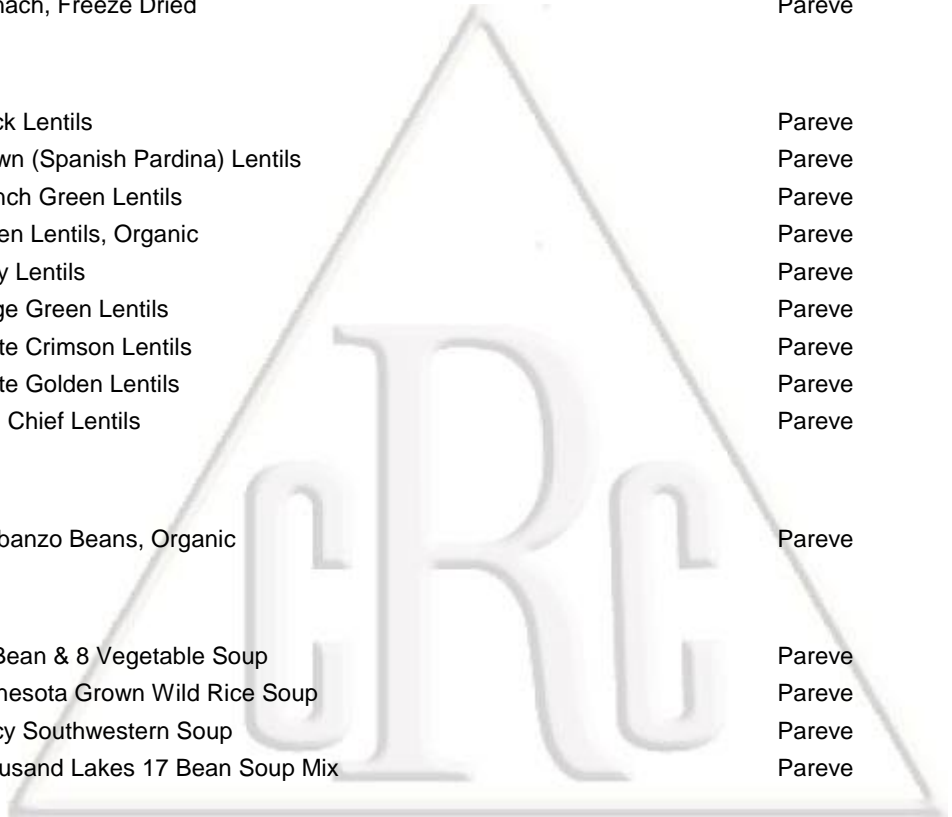 nach, Freeze Dried Pareve
ck Lentils Pareve
wn (Spanish Pardina) Lentils Pareve
nch Green Lentils Pareve
en Lentils, Organic Pareve
y Lentils Pareve
ge Green Lentils Pareve
te Crimson Lentils Pareve
te Golden Lentils Pareve
Chief Lentils Pareve
banzo Beans, Organic Pareve
Bean & 8 Vegetable Soup Pareve
nesota Grown Wild Rice Soup Pareve
cy Southwestern Soup Pareve
usand Lakes 17 Bean Soup Mix Pareve
cRc